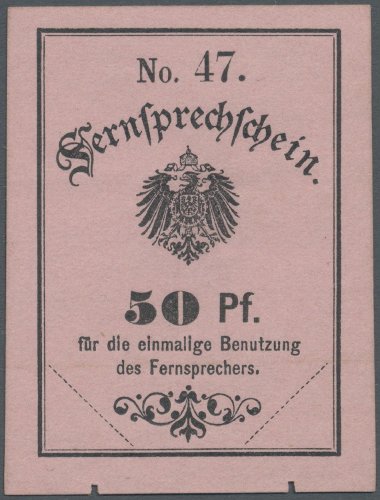 No. 47.
Fernsprechschein.
50 Pf.
für die einmalige Benutzung
des Fernsprechers.